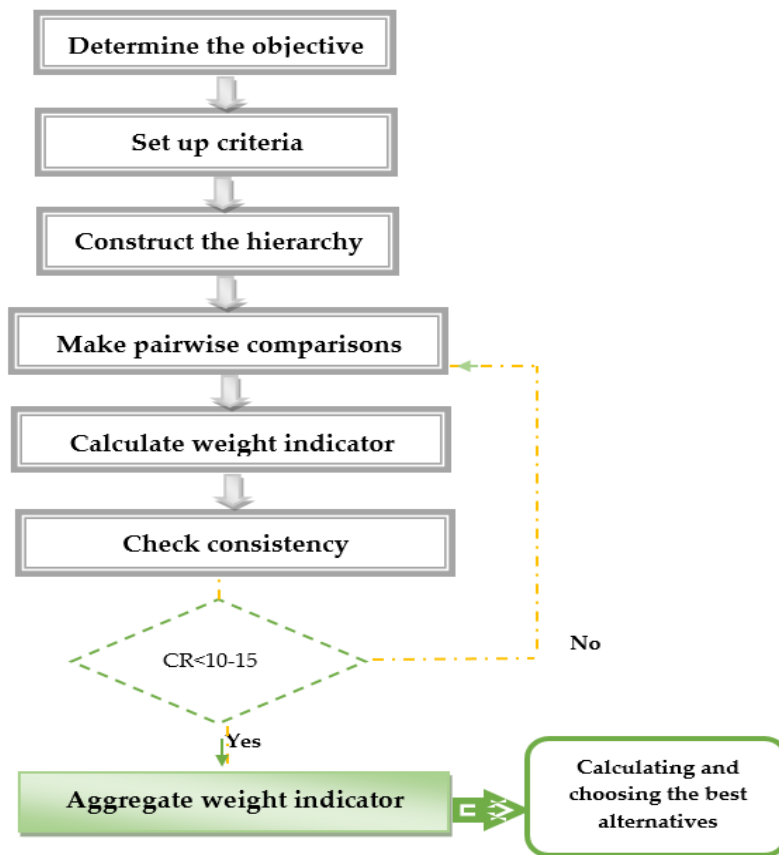 Determine the objective
Set up criteria
Construct the hierarchy
Make pairwise comparisons
Calculate weight indicator
Check consistency
CR<10-15
No
Yes
Aggregate weight indicator
Calculating and
choosing the best
alternatives